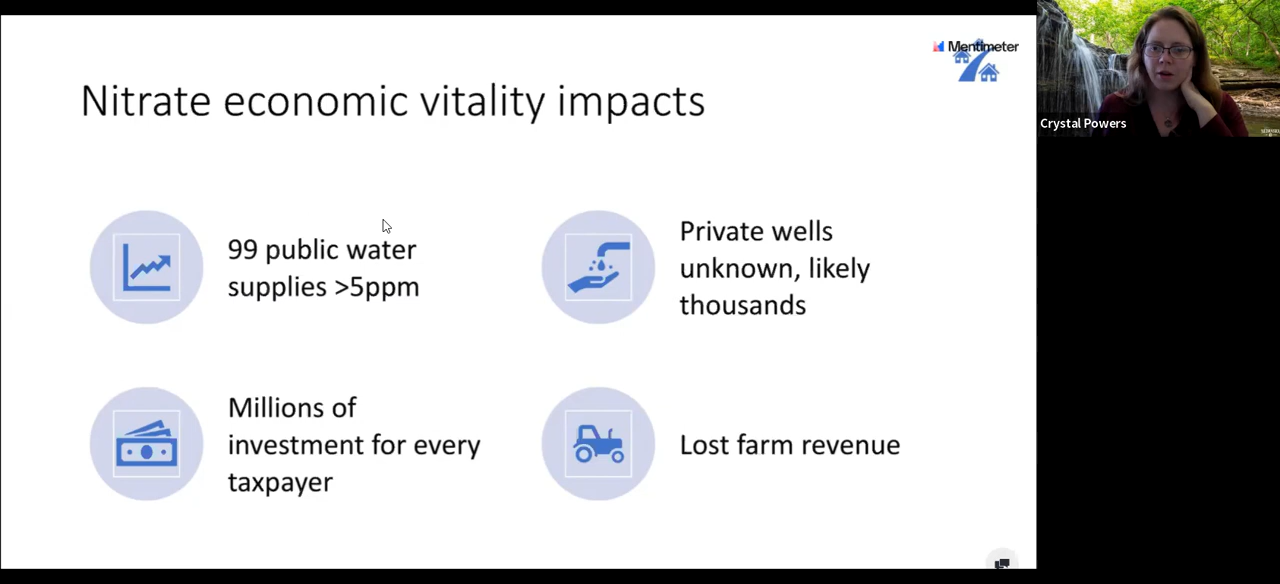 Mentimeter
Nitrate economic vitality impacts
99 public water
supplies >5ppm
Private wells
unknown, likely
thousands
Millions of
investment for every
taxpayer
Lost farm revenue
Crystal Powers